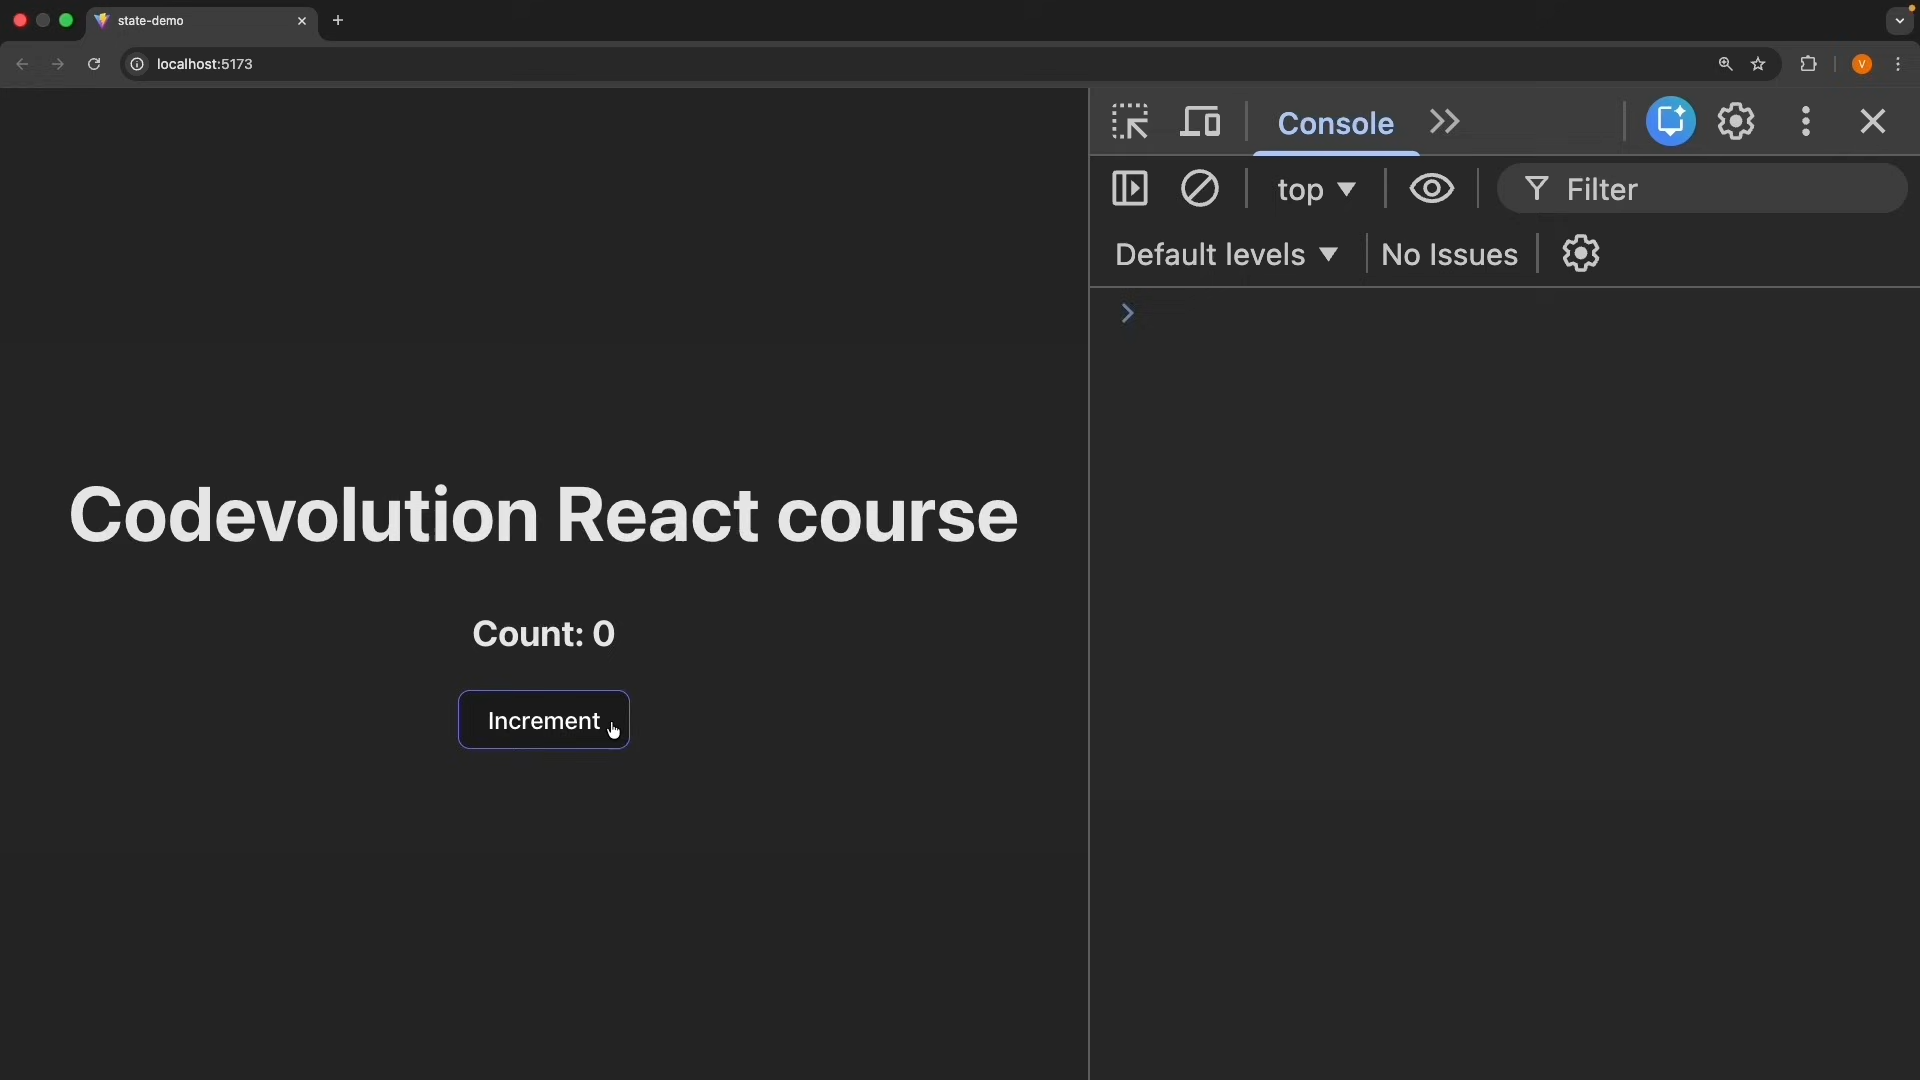 state-demo
localhost:5173
V
Console
top
Filter
Default levels
No Issues
Codevolution React course
Count: 0
Increment